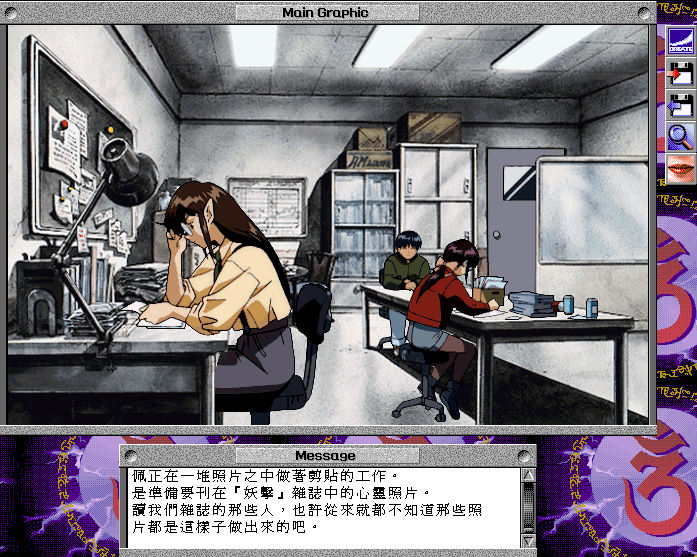 Main Graphic
CREATE
Message
佩正在一堆照片之中做著剪貼的工作。
是準備要刊在『妖擊』雜誌中的心靈照片。
讀我們雜誌的那些人，也許從來就都不知道那些照
片都是這樣子做出來的吧。